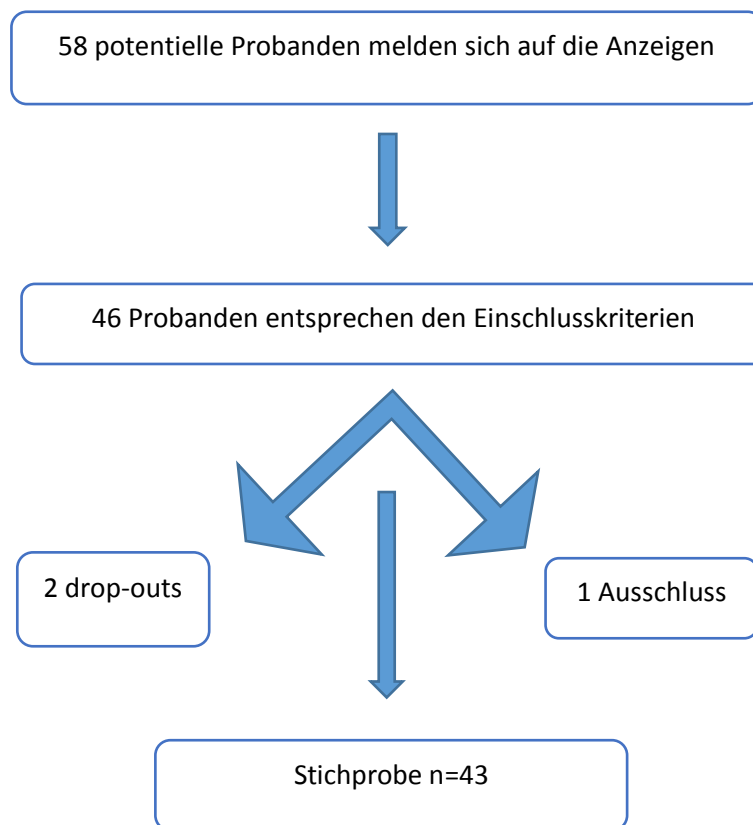 58 potentielle Probanden melden sich auf die Anzeigen
46 Probanden entsprechen den Einschlusskriterien
2 drop-outs
1 Ausschluss
Stichprobe n=43